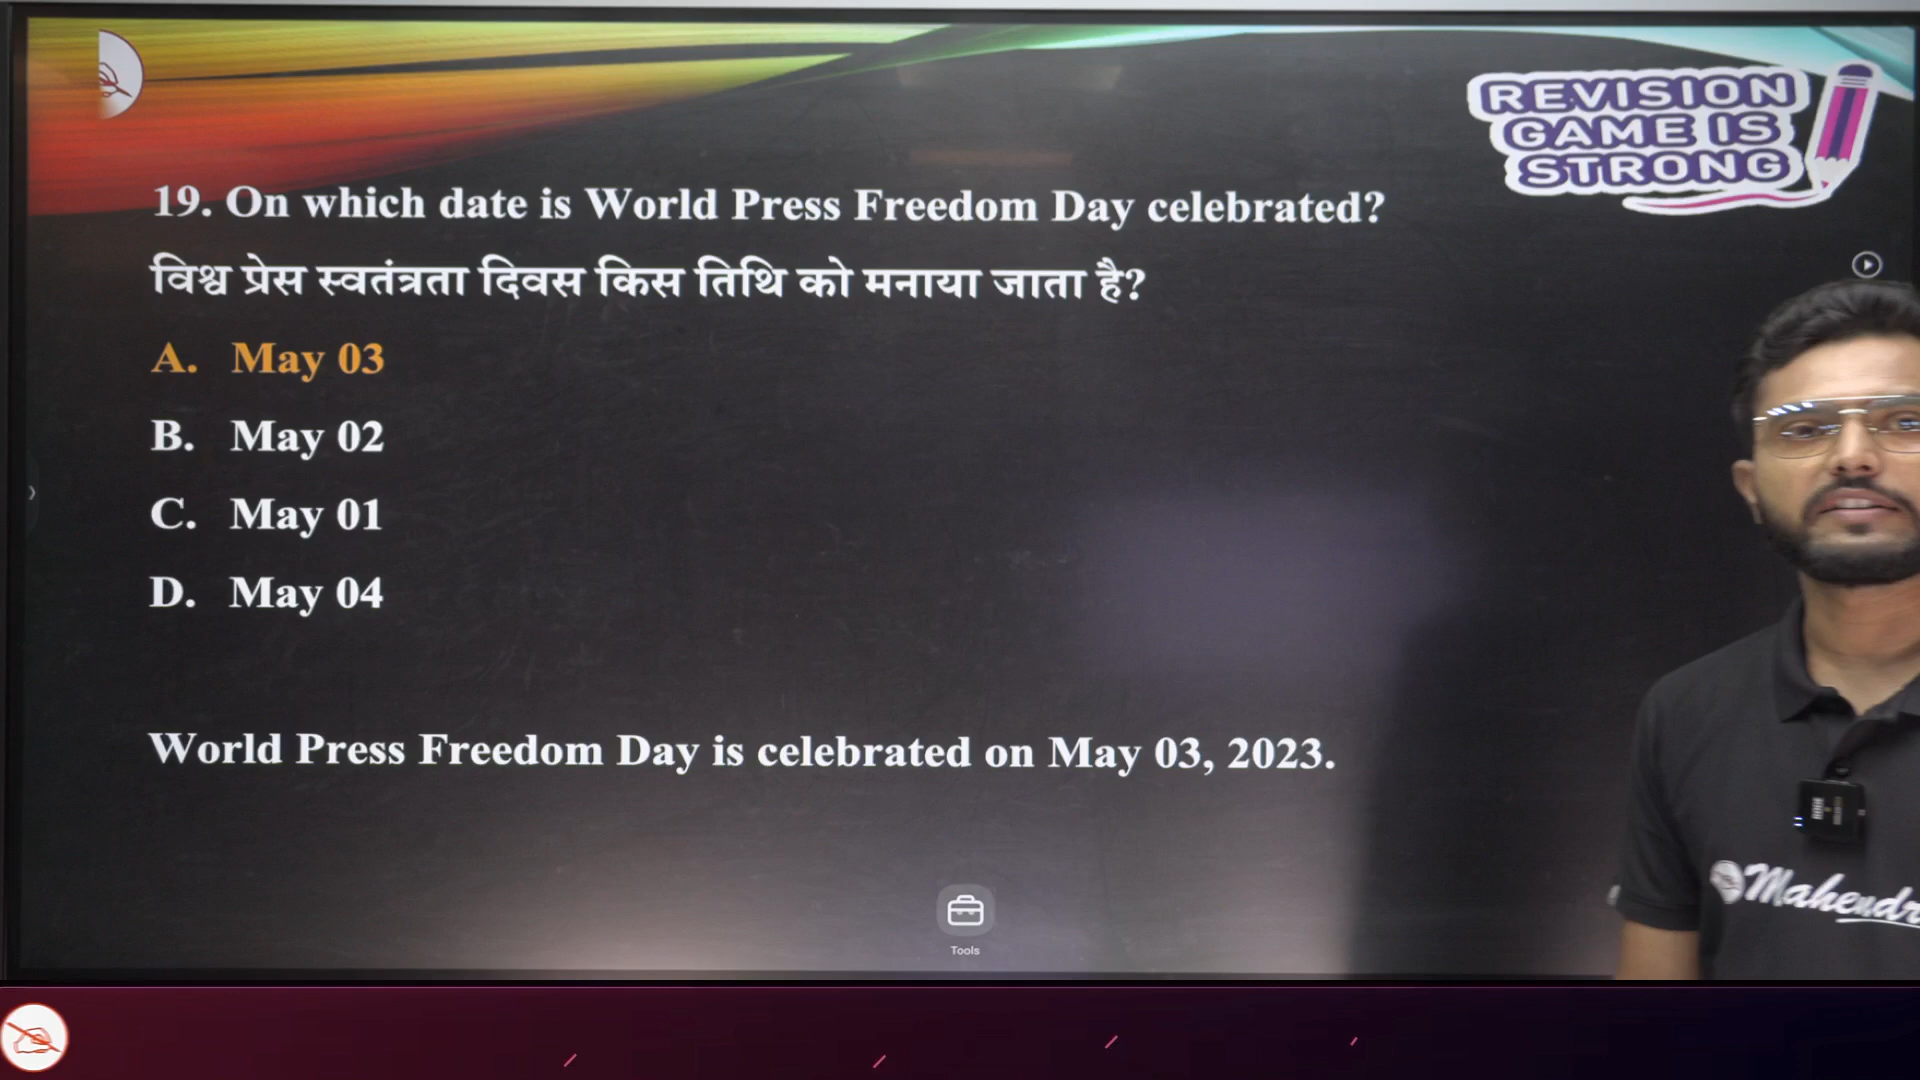 REVISION
GAME IS
STRONG
19. On which date is World Press Freedom Day celebrated?
विश्व प्रेस स्वतंत्रता दिवस किस तिथि को मनाया जाता है?
A. May 03
B. May 02
C. May 01
D. May 04
World Press Freedom Day is celebrated on May 03, 2023.
Tools
Mahendr